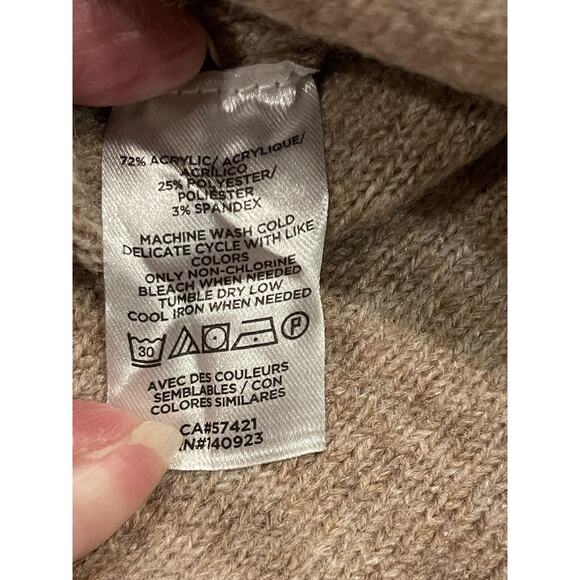 72% ACRYLIC/ ACRYLIQUE/
ACRÍLICO
25% POLYESTER/
POLIÉSTER
3% SPANDEX
MACHINE WASH COLD
DELICATE CYCLE WITH LIKE
COLORS
ONLY NON-CHLORINE
BLEACH WHEN NEEDED
TUMBLE DRY LOW
COOL IRON WHEN NEEDED
30 P
AVEC DES COULEURS
SEMBLABLES / CON
COLORES SIMILARES
CA#57421
N#140923